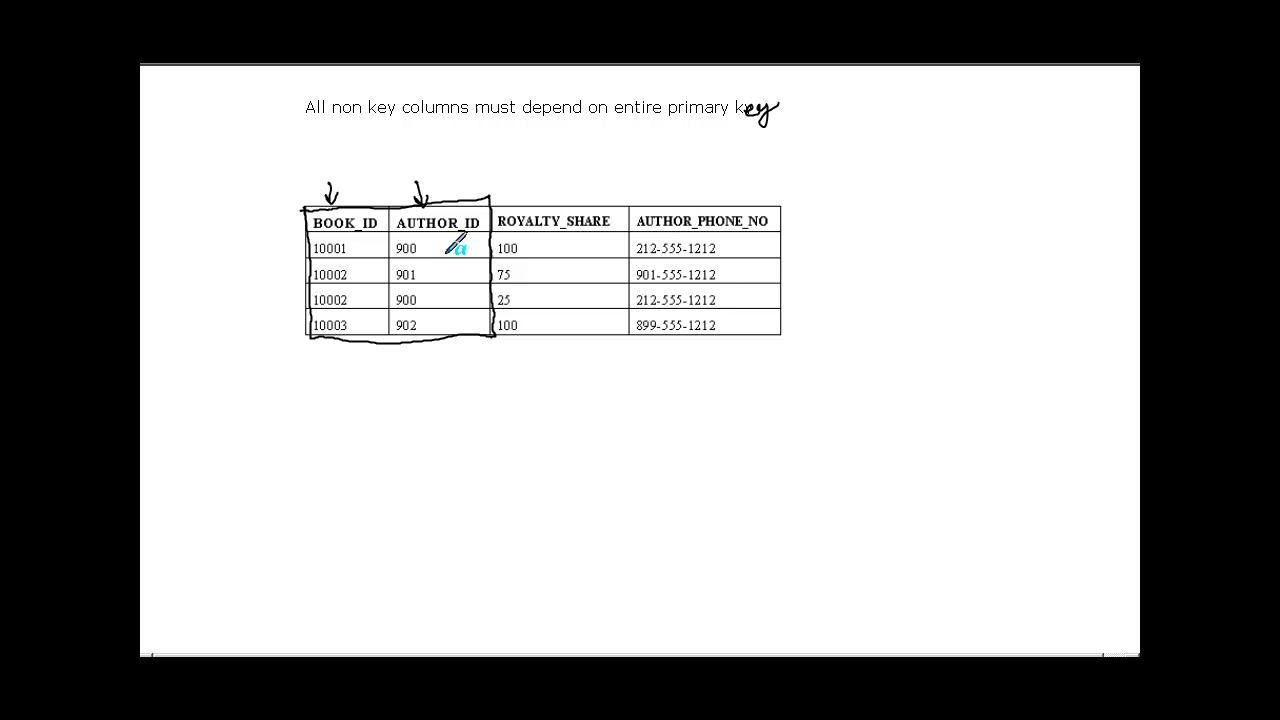 All non key columns must depend on entire primary key
BOOK_ID AUTHOR_ID ROYALTY_SHARE AUTHOR_PHONE_NO
10001 900 a 100 212-555-1212
10002 901 75 901-555-1212
10002 900 25 212-555-1212
10003 902 100 899-555-1212